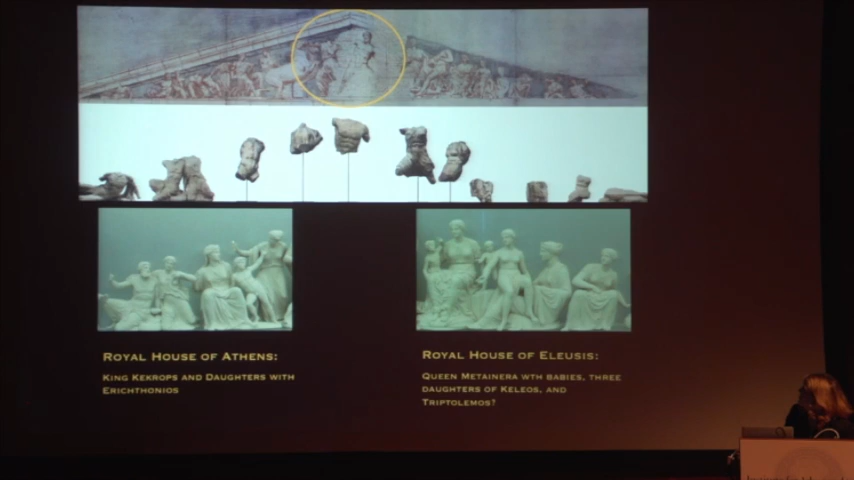 Royal House of Athens:
King Kekrops and Daughters with
Erichthonios
Royal House of Eleusis:
Queen Metainera wth babies, three
daughters of Keleos, and
Triptolemos?